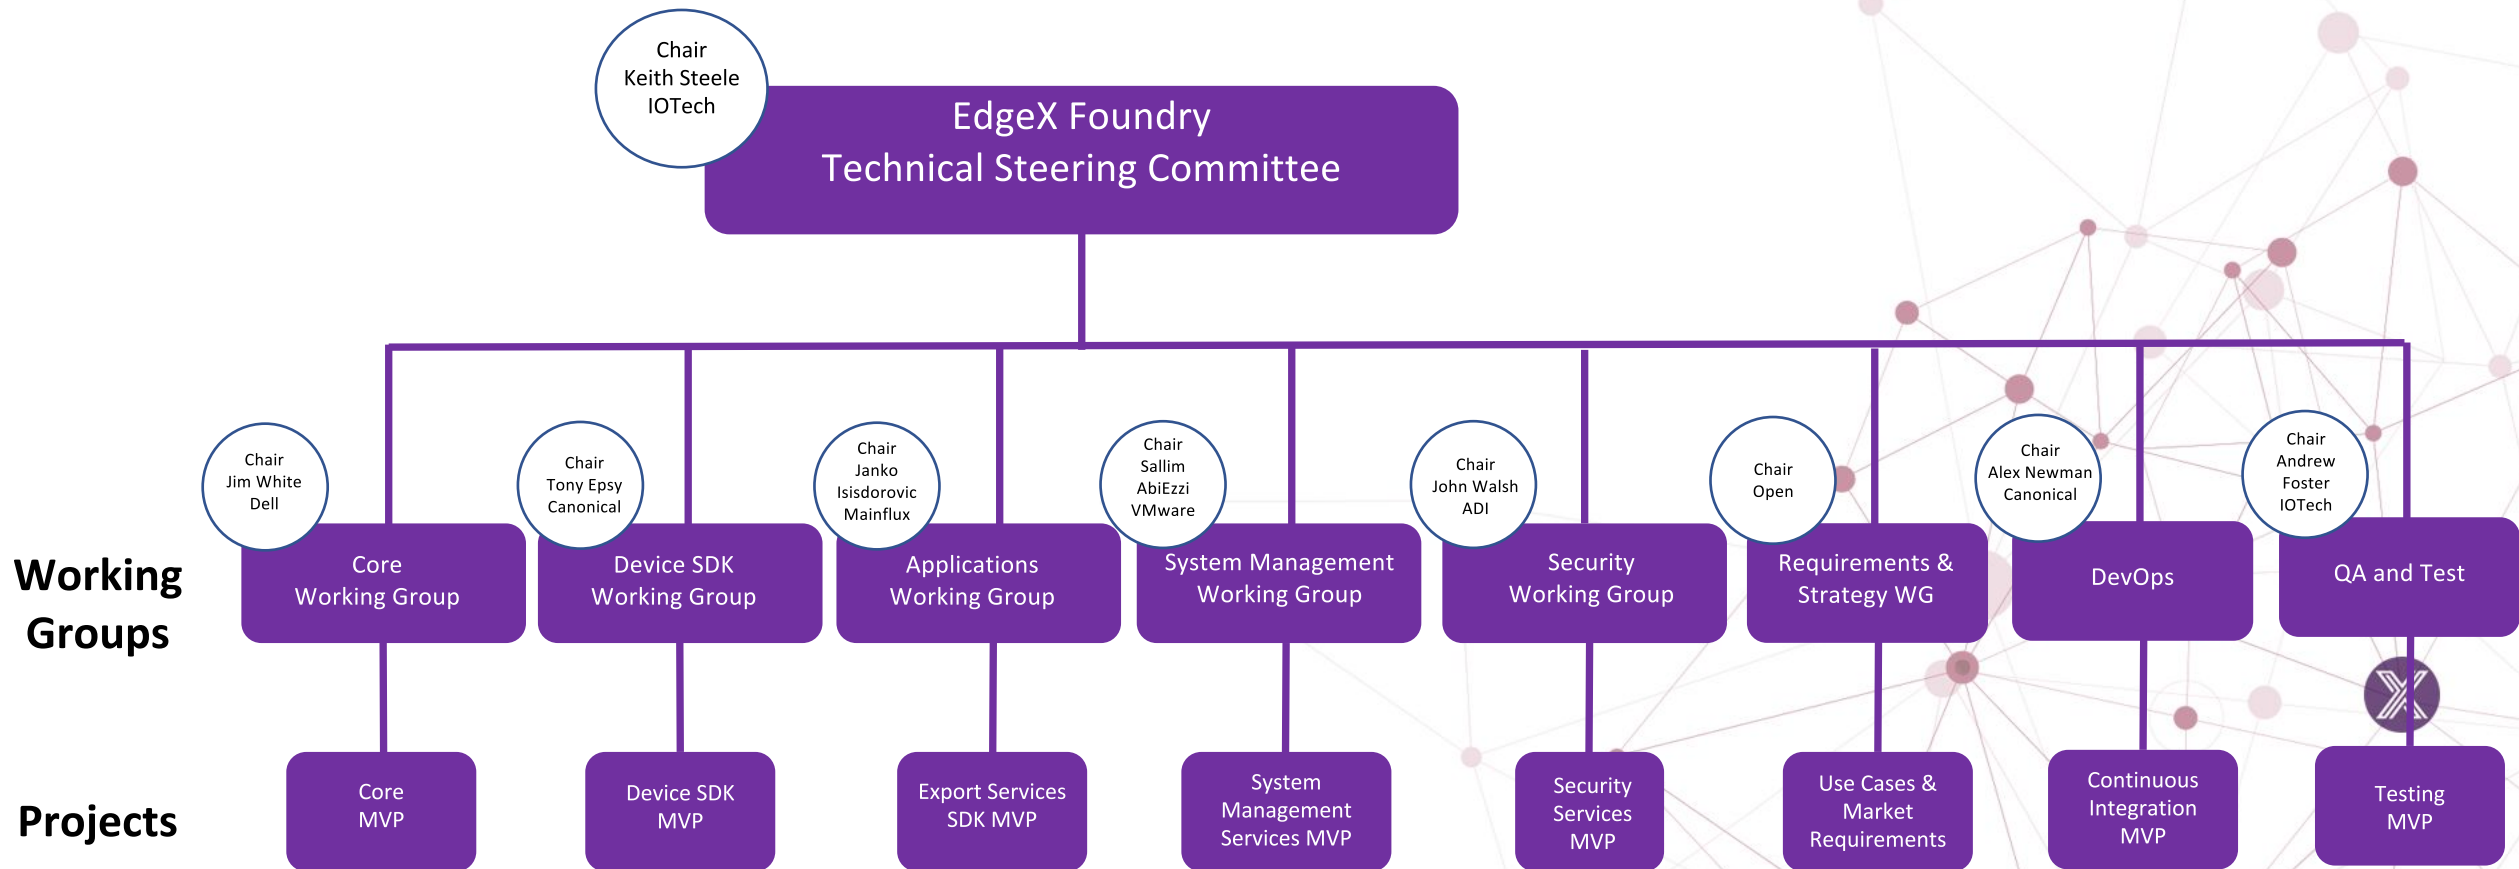 Chair
Keith Steele
IOTech
EdgeX Foundry
Technical Steering Committee
Chair
Jim White
Dell
Chair
Tony Epsy
Canonical
Chair
Janko
Isisdorovic
Mainflux
Chair
Sallim
AbiEzzi
VMware
Chair
John Walsh
ADI
Chair
Open
Chair
Alex Newman
Canonical
Chair
Andrew
Foster
IOTech
Working
Groups
Core
Working Group
Device SDK
Working Group
Applications
Working Group
System Management
Working Group
Security
Working Group
Requirements &
Strategy WG
DevOps
QA and Test
Projects
Core
MVP
Device SDK
MVP
Export Services
SDK MVP
System
Management
Services MVP
Security
Services
MVP
Use Cases &
Market
Requirements
Continuous
Integration
MVP
Testing
MVP